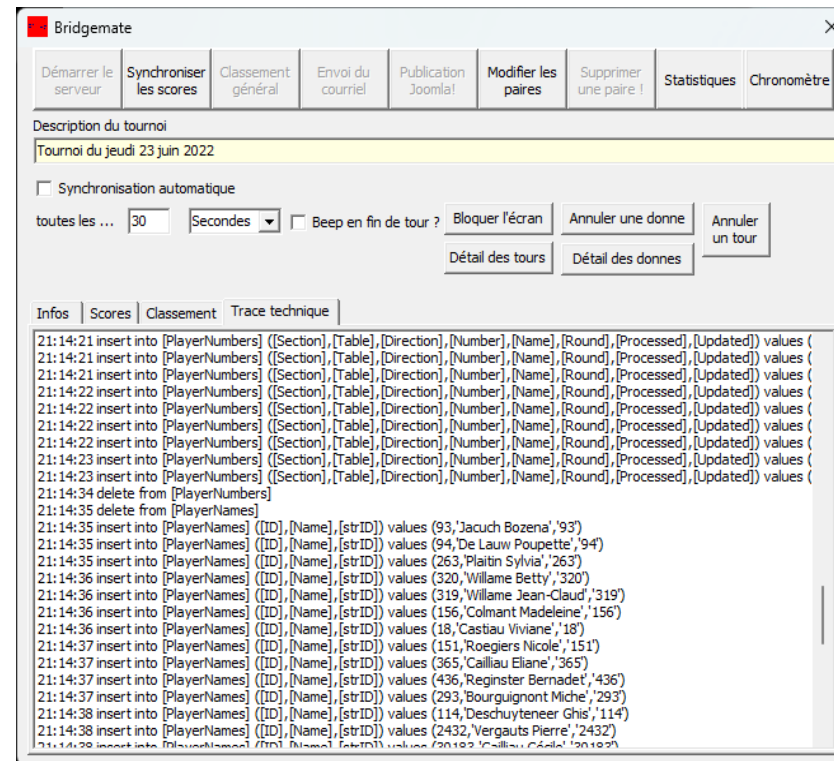 Bridgemate
Démarrer le serveur
Synchroniser les scores
Classement général
Envoi du courriel
Publication Joomla!
Modifier les paires
Supprimer une paire !
Statistiques
Chronomètre
Description du tournoi
Tournoi du jeudi 23 juin 2022
Synchronisation automatique
toutes les ... 30 Secondes Beep en fin de tour ? Bloquer l'écran Annuler une donne Annuler un tour
Détail des tours Détail des donnes
Infos Scores Classement Trace technique
21:14:21 insert into [PlayerNumbers] ([Section],[Table],[Direction],[Number],[Name],[Round],[Processed],[Updated]) values (
21:14:21 insert into [PlayerNumbers] ([Section],[Table],[Direction],[Number],[Name],[Round],[Processed],[Updated]) values (
21:14:21 insert into [PlayerNumbers] ([Section],[Table],[Direction],[Number],[Name],[Round],[Processed],[Updated]) values (
21:14:22 insert into [PlayerNumbers] ([Section],[Table],[Direction],[Number],[Name],[Round],[Processed],[Updated]) values (
21:14:22 insert into [PlayerNumbers] ([Section],[Table],[Direction],[Number],[Name],[Round],[Processed],[Updated]) values (
21:14:22 insert into [PlayerNumbers] ([Section],[Table],[Direction],[Number],[Name],[Round],[Processed],[Updated]) values (
21:14:22 insert into [PlayerNumbers] ([Section],[Table],[Direction],[Number],[Name],[Round],[Processed],[Updated]) values (
21:14:23 insert into [PlayerNumbers] ([Section],[Table],[Direction],[Number],[Name],[Round],[Processed],[Updated]) values (
21:14:23 insert into [PlayerNumbers] ([Section],[Table],[Direction],[Number],[Name],[Round],[Processed],[Updated]) values (
21:14:34 delete from [PlayerNumbers]
21:14:35 delete from [PlayerNames]
21:14:35 insert into [PlayerNames] ([ID],[Name],[strID]) values (93,'Jacuch Bozena','93')
21:14:35 insert into [PlayerNames] ([ID],[Name],[strID]) values (94,'De Lauw Poupette','94')
21:14:35 insert into [PlayerNames] ([ID],[Name],[strID]) values (263,'Plaitin Sylvia','263')
21:14:36 insert into [PlayerNames] ([ID],[Name],[strID]) values (320,'Willame Betty','320')
21:14:36 insert into [PlayerNames] ([ID],[Name],[strID]) values (319,'Willame Jean-Claud','319')
21:14:36 insert into [PlayerNames] ([ID],[Name],[strID]) values (156,'Colmant Madeleine','156')
21:14:36 insert into [PlayerNames] ([ID],[Name],[strID]) values (18,'Castiau Viviane','18')
21:14:37 insert into [PlayerNames] ([ID],[Name],[strID]) values (151,'Roegiers Nicole','151')
21:14:37 insert into [PlayerNames] ([ID],[Name],[strID]) values (365,'Cailliau Eliane','365')
21:14:37 insert into [PlayerNames] ([ID],[Name],[strID]) values (436,'Reginster Bernadet','436')
21:14:37 insert into [PlayerNames] ([ID],[Name],[strID]) values (293,'Bourguignont Miche','293')
21:14:38 insert into [PlayerNames] ([ID],[Name],[strID]) values (114,'Deschuyteneer Ghis','114')
21:14:38 insert into [PlayerNames] ([ID],[Name],[strID]) values (2432,'Vergauts Pierre','2432')
21:14:38 insert into [PlayerNames] ([ID],[Name],[strID]) values (30183,'Cailliau Cécile','30183')